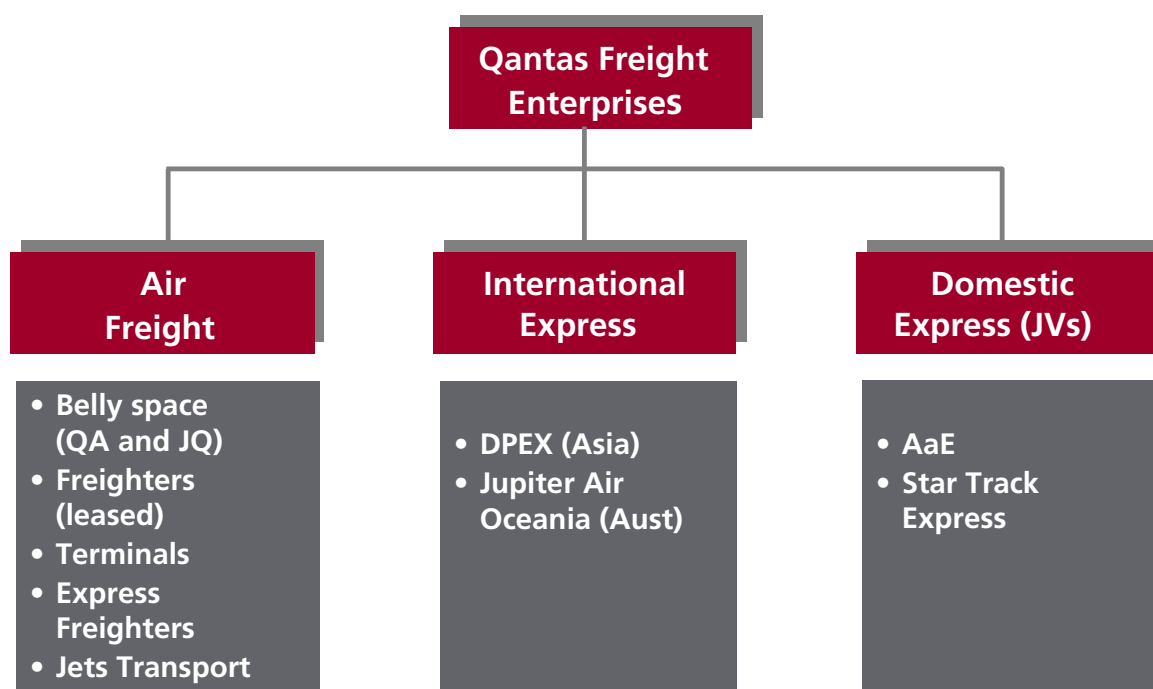 Qantas Freight
Enterprises
Air
Freight
• Belly space
(QA and JQ)
• Freighters
(leased)
• Terminals
• Express
Freighters
• Jets Transport
International
Express
• DPEX (Asia)
• Jupiter Air
Oceania (Aust)
Domestic
Express (JVs)
• AaE
• Star Track
Express